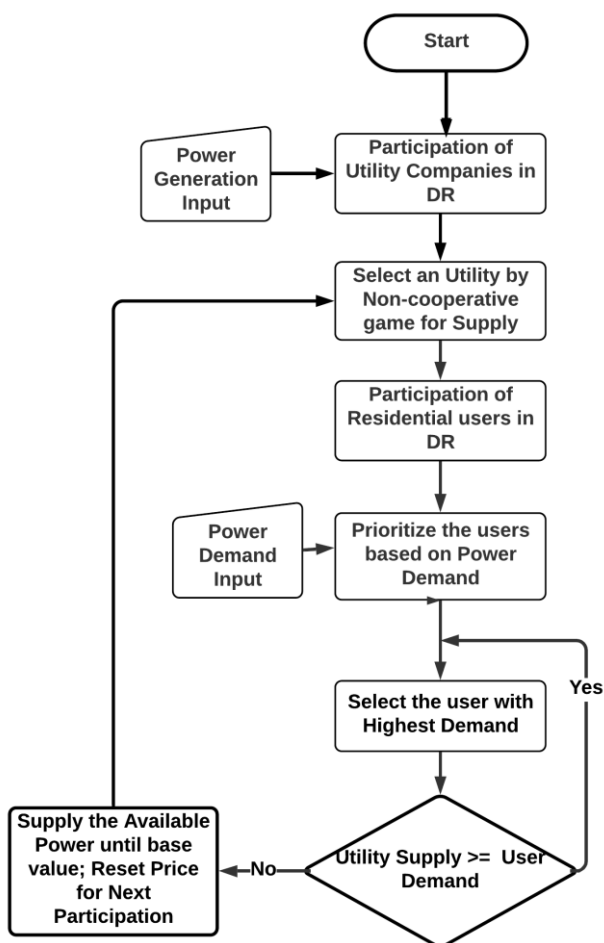 Start
Power
Generation
Input
Participation of
Utility Companies in
DR
Select an Utility by
Non-cooperative
game for Supply
Participation of
Residential users in
DR
Power
Demand
Input
Prioritize the users
based on Power
Demand
Yes
Select the user with
Highest Demand
Supply the Available
Power until base
value; Reset Price
for Next
Participation
No
Utility Supply >= User
Demand